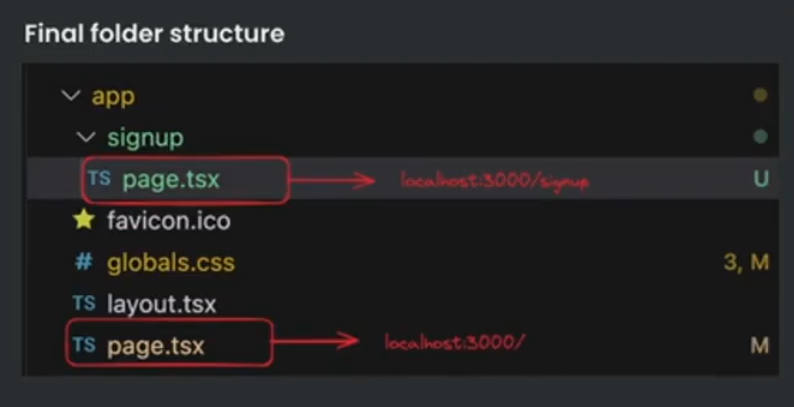 Final folder structure
app
signup
TS page.tsx localhost:3000/signup U
favicon.ico
# globals.css 3, M
TS layout.tsx
TS page.tsx localhost:3000/ M